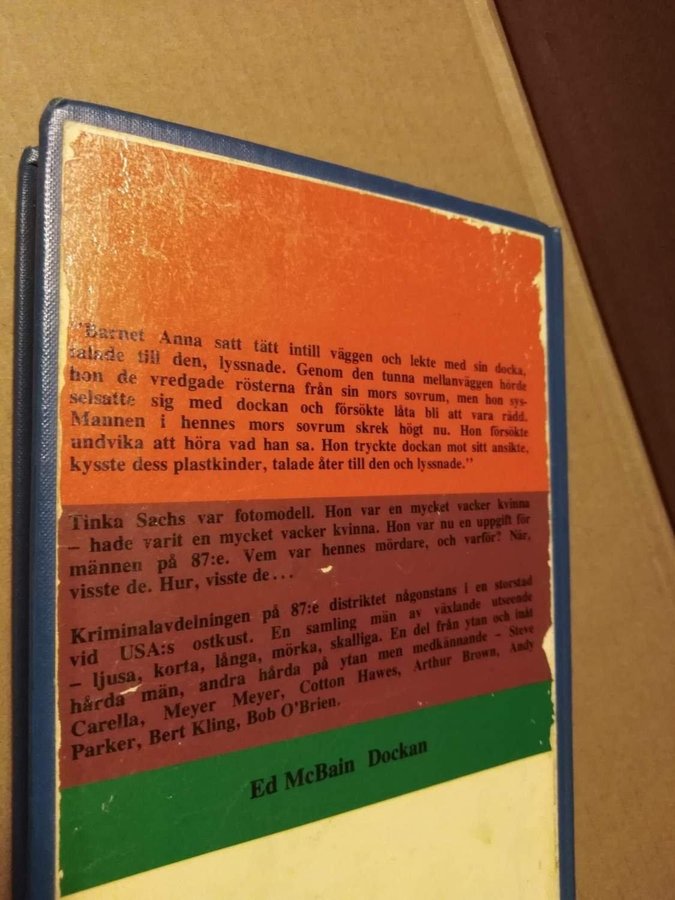 "Barnet Anna satt tätt intill väggen och lekte med sin docka,
talade till den, lyssnade. Genom den tunna mellanväggen hörde
hon de vredgade rösterna från sin mors sovrum, men hon sys-
selsatte sig med dockan och försökte låta bli att vara rädd.
Mannen i hennes mors sovrum skrek högt nu. Hon försökte
undvika att höra vad han sa. Hon tryckte dockan mot sitt ansikte,
kysste dess plastkinder, talade åter till den och lyssnade."
Tinka Sachs var fotomodell. Hon var en mycket vacker kvinna
– hade varit en mycket vacker kvinna. Hon var nu en uppgift för
männen på 87:e. Vem var hennes mördare, och varför? När,
visste de. Hur, visste de...
Kriminalavdelningen på 87:e distriktet någonstans i en storstad
vid USA:s ostkust. En samling män av växlande utseende
– ljusa, korta, långa, mörka, skalliga. En del från ytan och inåt
hårda män, andra hårda på ytan men medkännande – Steve
Carella, Meyer Meyer, Cotton Hawes, Arthur Brown, Andy
Parker, Bert Kling, Bob O'Brien.
Ed McBain Dockan